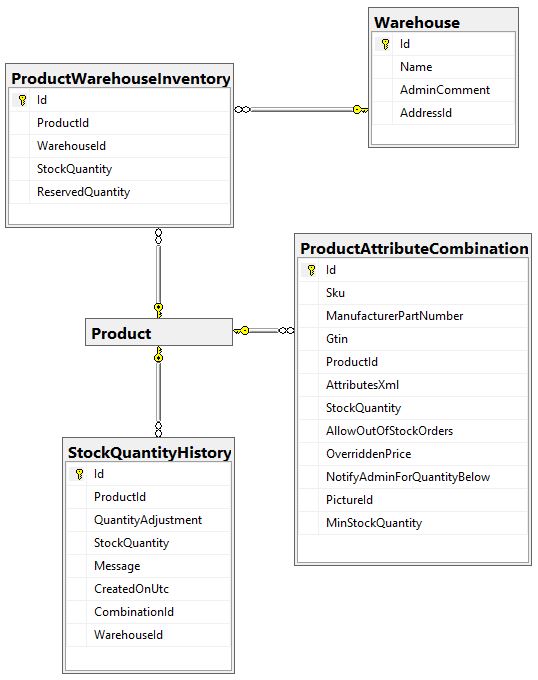 Warehouse
Id
Name
AdminComment
AddressId
ProductWarehouseInventory
Id
ProductId
WarehouseId
StockQuantity
ReservedQuantity
ProductAttributeCombination
Id
Sku
ManufacturerPartNumber
Gtin
ProductId
AttributesXml
StockQuantity
AllowOutOfStockOrders
OverriddenPrice
NotifyAdminForQuantityBelow
PictureId
MinStockQuantity
Product
StockQuantityHistory
Id
ProductId
QuantityAdjustment
StockQuantity
Message
CreatedOnUtc
CombinationId
WarehouseId